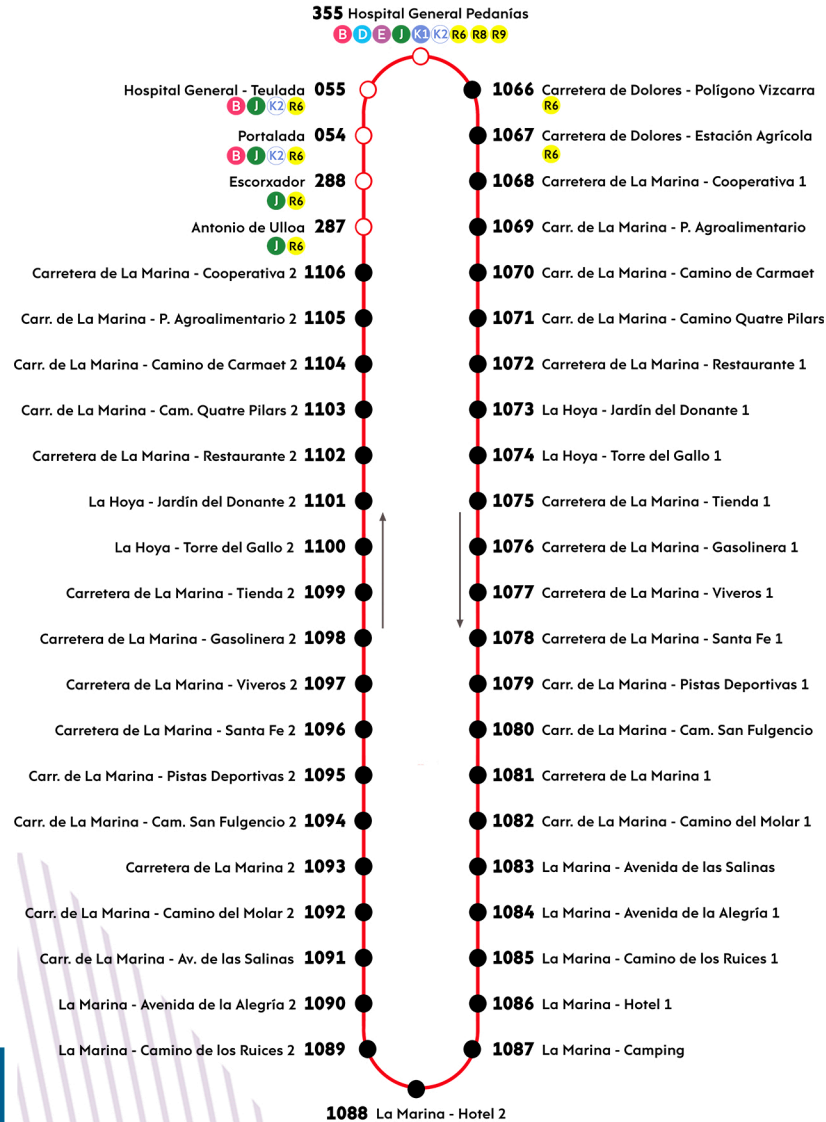 355 Hospital General Pedanías
B D E J K1 K2 R6 R8 R9
Hospital General - Teulada 055
B J K2 R6
Portalada 054
B J K2 R6
Escorxador 288
J R6
Antonio de Ulloa 287
J R6
Carretera de La Marina - Cooperativa 2 1106
Carr. de La Marina - P. Agroalimentario 2 1105
Carr. de La Marina - Camino de Carmaet 2 1104
Carr. de La Marina - Cam. Quatre Pilars 2 1103
Carretera de La Marina - Restaurante 2 1102
La Hoya - Jardín del Donante 2 1101
La Hoya - Torre del Gallo 2 1100
Carretera de La Marina - Tienda 2 1099
Carretera de La Marina - Gasolinera 2 1098
Carretera de La Marina - Viveros 2 1097
Carretera de La Marina - Santa Fe 2 1096
Carr. de La Marina - Pistas Deportivas 2 1095
Carr. de La Marina - Cam. San Fulgencio 2 1094
Carretera de La Marina 2 1093
Carr. de La Marina - Camino del Molar 2 1092
Carr. de La Marina - Av. de las Salinas 1091
La Marina - Avenida de la Alegría 2 1090
La Marina - Camino de los Ruices 2 1089
1066 Carretera de Dolores - Polígono Vizcarra
R6
1067 Carretera de Dolores - Estación Agrícola
R6
1068 Carretera de La Marina - Cooperativa 1
1069 Carr. de La Marina - P. Agroalimentario
1070 Carr. de La Marina - Camino de Carmaet
1071 Carr. de La Marina - Camino Quatre Pilars
1072 Carretera de La Marina - Restaurante 1
1073 La Hoya - Jardín del Donante 1
1074 La Hoya - Torre del Gallo 1
1075 Carretera de La Marina - Tienda 1
1076 Carretera de La Marina - Gasolinera 1
1077 Carretera de La Marina - Viveros 1
1078 Carretera de La Marina - Santa Fe 1
1079 Carr. de La Marina - Pistas Deportivas 1
1080 Carr. de La Marina - Cam. San Fulgencio
1081 Carretera de La Marina 1
1082 Carr. de La Marina - Camino del Molar 1
1083 La Marina - Avenida de las Salinas
1084 La Marina - Avenida de la Alegría 1
1085 La Marina - Camino de los Ruices 1
1086 La Marina - Hotel 1
1087 La Marina - Camping
1088 La Marina - Hotel 2